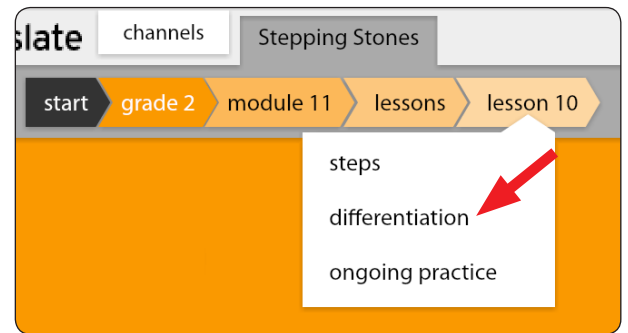 slate channels Stepping Stones
start grade 2 module 11 lessons lesson 10
steps
differentiation
ongoing practice